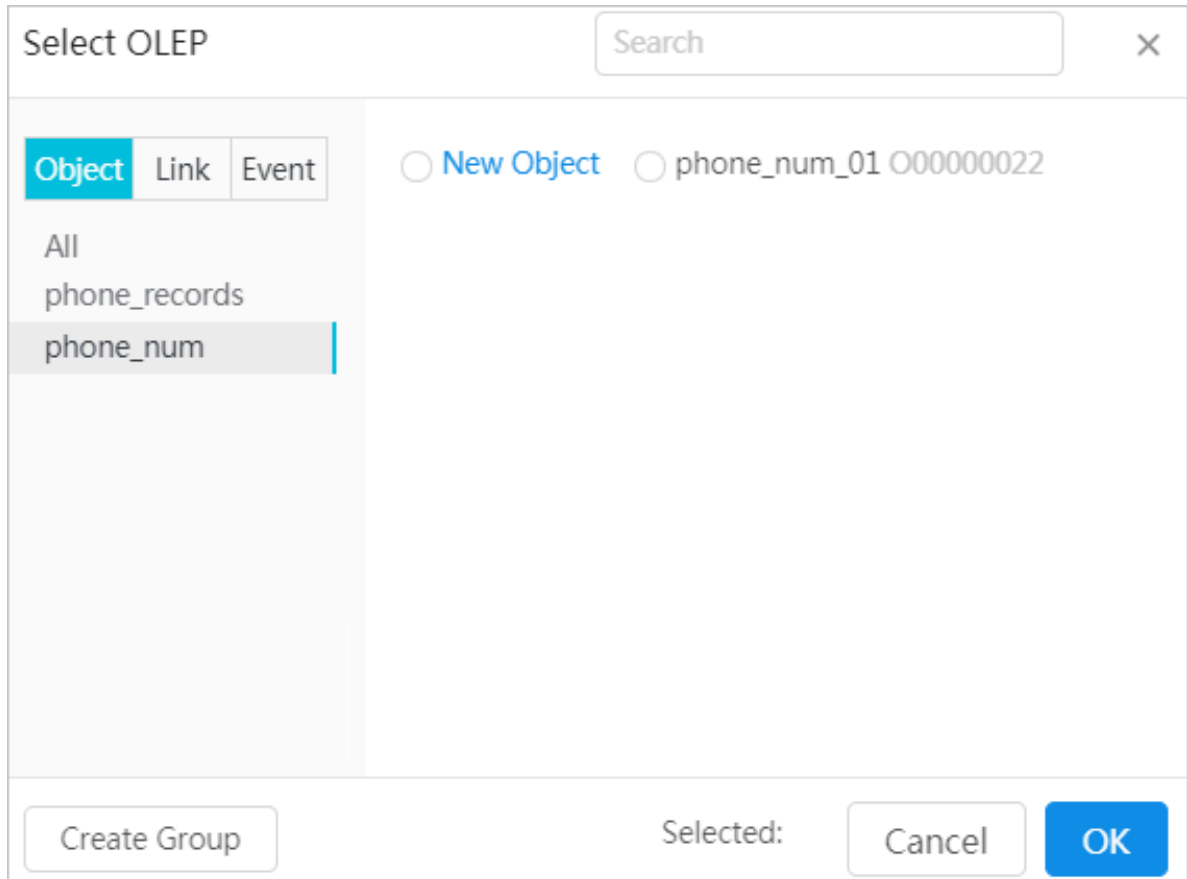 Select OLEP
Search
×
Object Link Event
All
phone_records
phone_num
New Object phone_num_01 O00000022
Create Group
Selected:
Cancel
OK